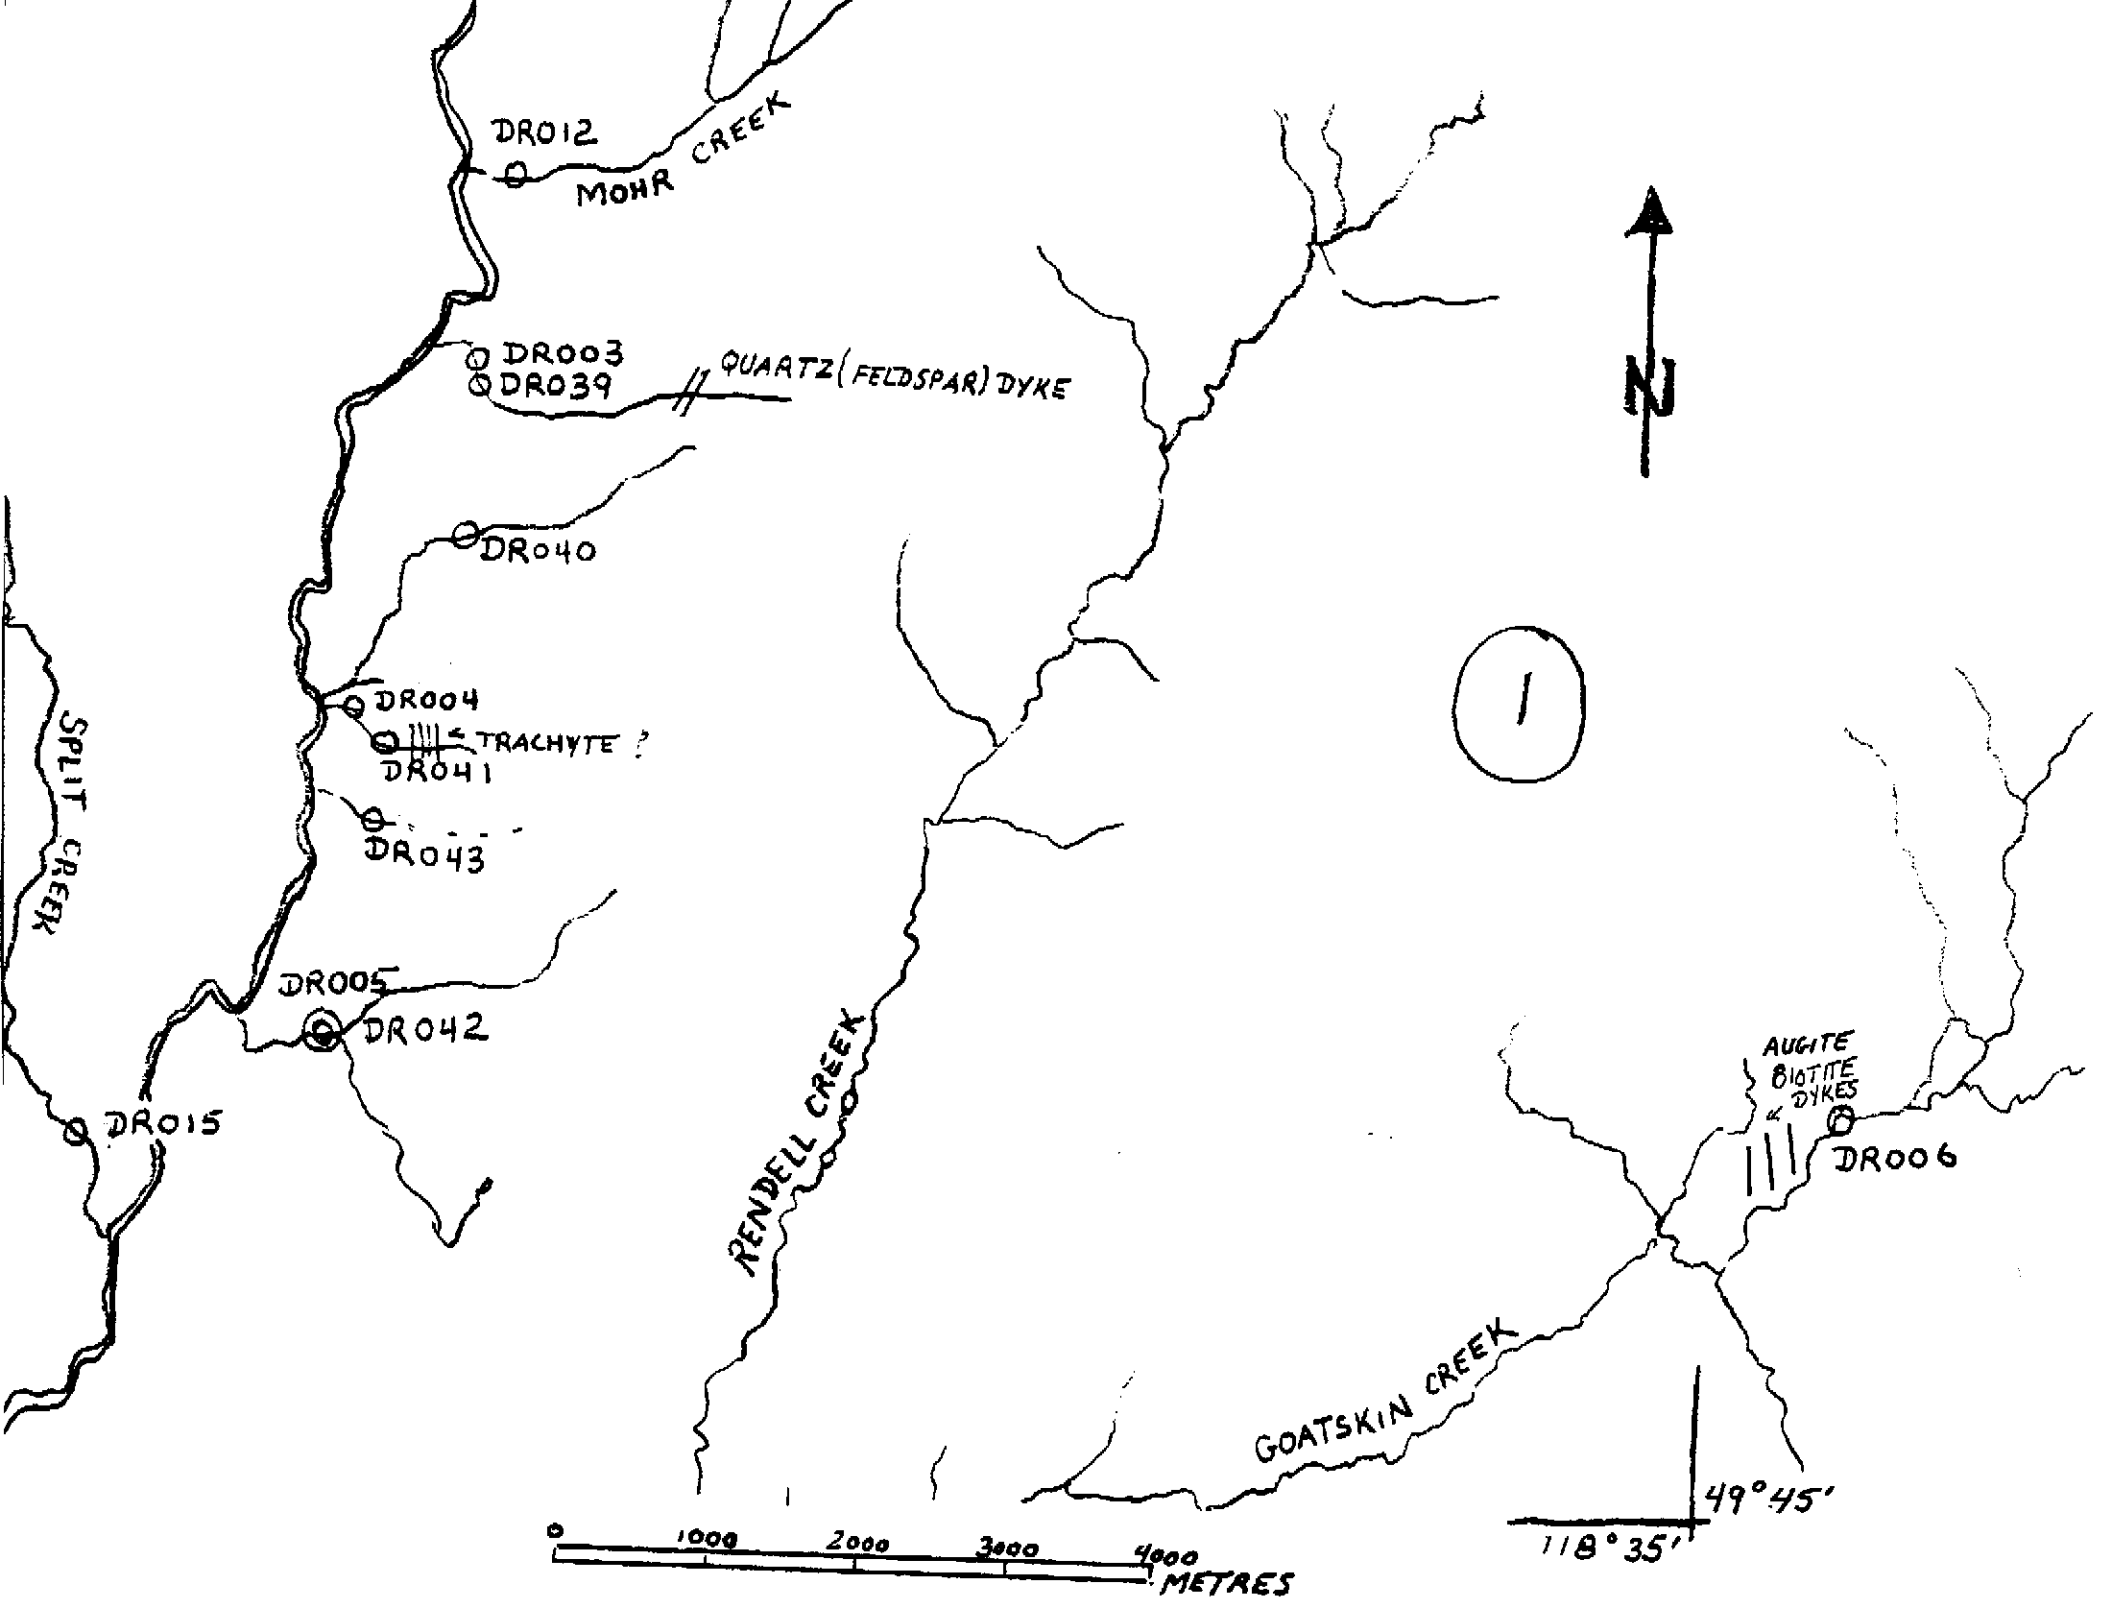 DR012
MOHR CREEK
DR003
DR039
QUARTZ (FELDSPAR) DYKE
N
DR040
DR004
TRACHYTE ?
DR041
1
SPLIT CREEK
DR043
DR005
DR042
DR015
RENDELL CREEK
AUGITE
BIOTITE
DYKES
DR006
GOATSKIN CREEK
49°45'
118°35'
0 1000 2000 3000 4000
METRES